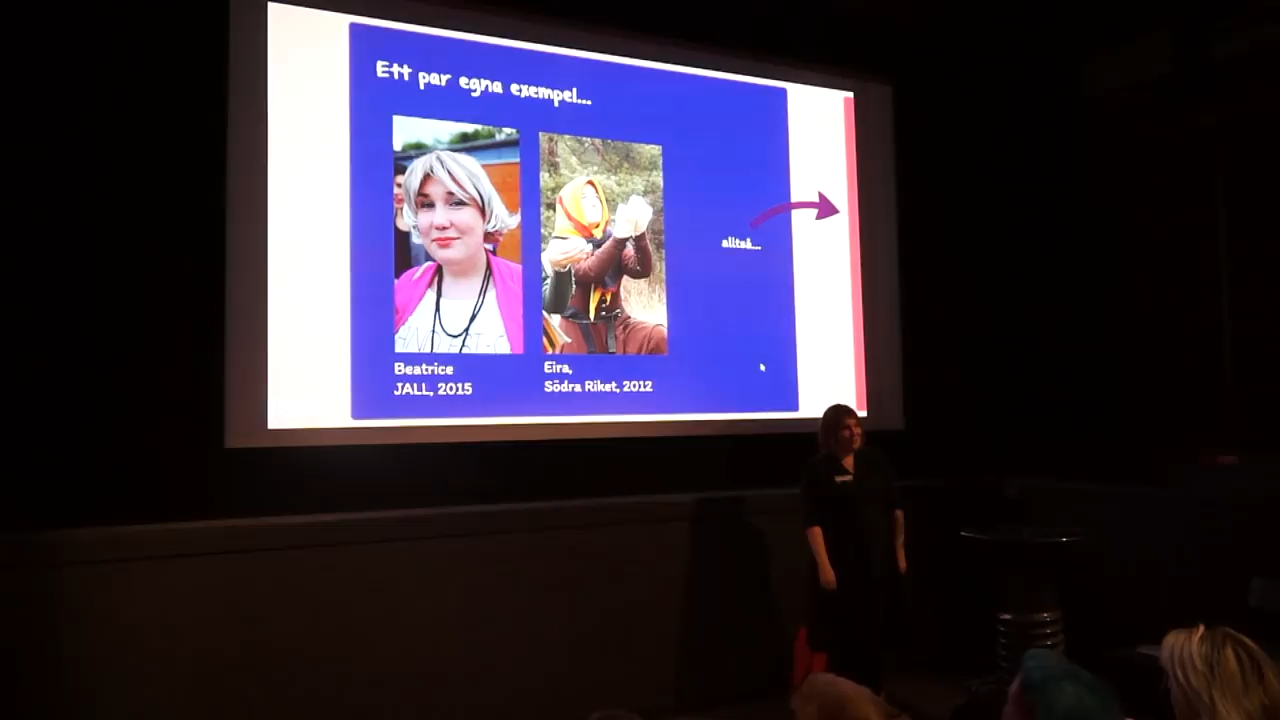 Ett par egna exempel...
alltså...
Beatrice
JALL, 2015
Eira,
Södra Riket, 2012